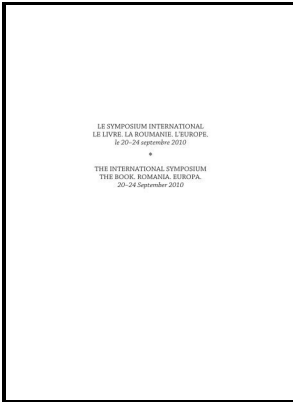 LE SYMPOSIUM INTERNATIONAL
LE LIVRE. LA ROUMANIE. L'EUROPE.
le 20–24 septembre 2010
*
THE INTERNATIONAL SYMPOSIUM
THE BOOK. ROMANIA. EUROPA.
20–24 September 2010